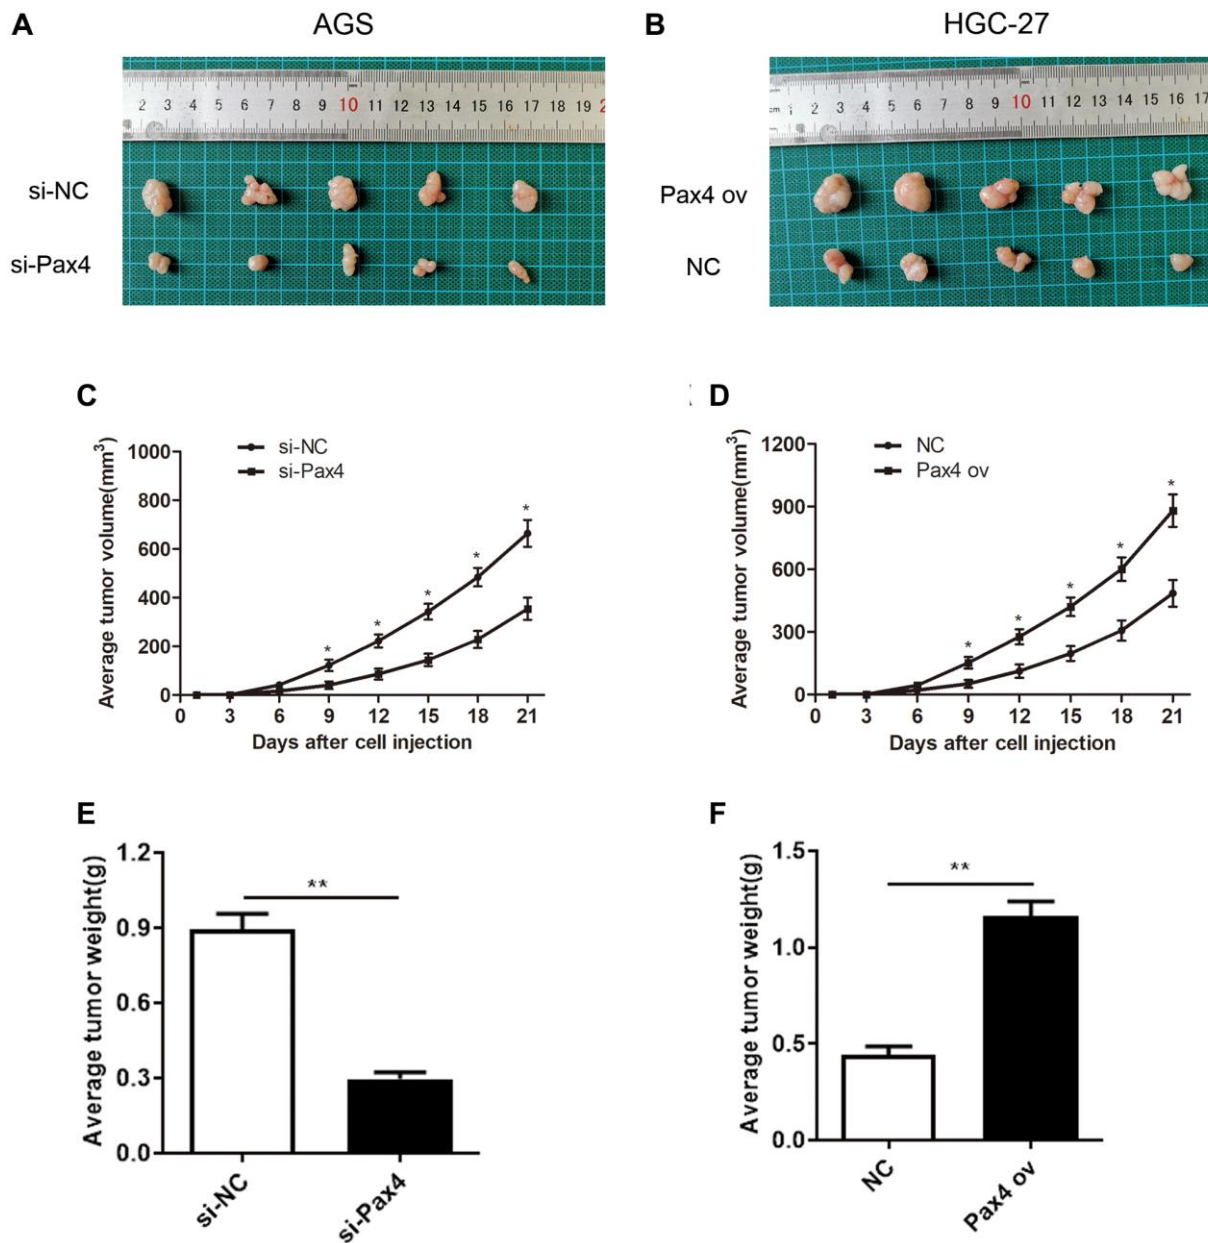 A
AGS
B
HGC-27
2 3 4 5 6 7 8 9 10 11 12 13 14 15 16 17 18 19 2
1 2 3 4 5 6 7 8 9 10 11 12 13 14 15 16 17
si-NC
si-Pax4
Pax4 ov
NC
C
Average tumor volume(mm³)
1000
800
600
400
200
0
si-NC
si-Pax4
* * * * *
0 3 6 9 12 15 18 21
Days after cell injection
D
Average tumor volume(mm³)
1200
900
600
300
0
NC
Pax4 ov
* * * * *
0 3 6 9 12 15 18 21
Days after cell injection
E
Average tumor weight(g)
1.2
0.9
0.6
0.3
0.0
**
si-NC
si-Pax4
F
Average tumor weight(g)
1.5
1.0
0.5
0.0
**
NC
Pax4 ov